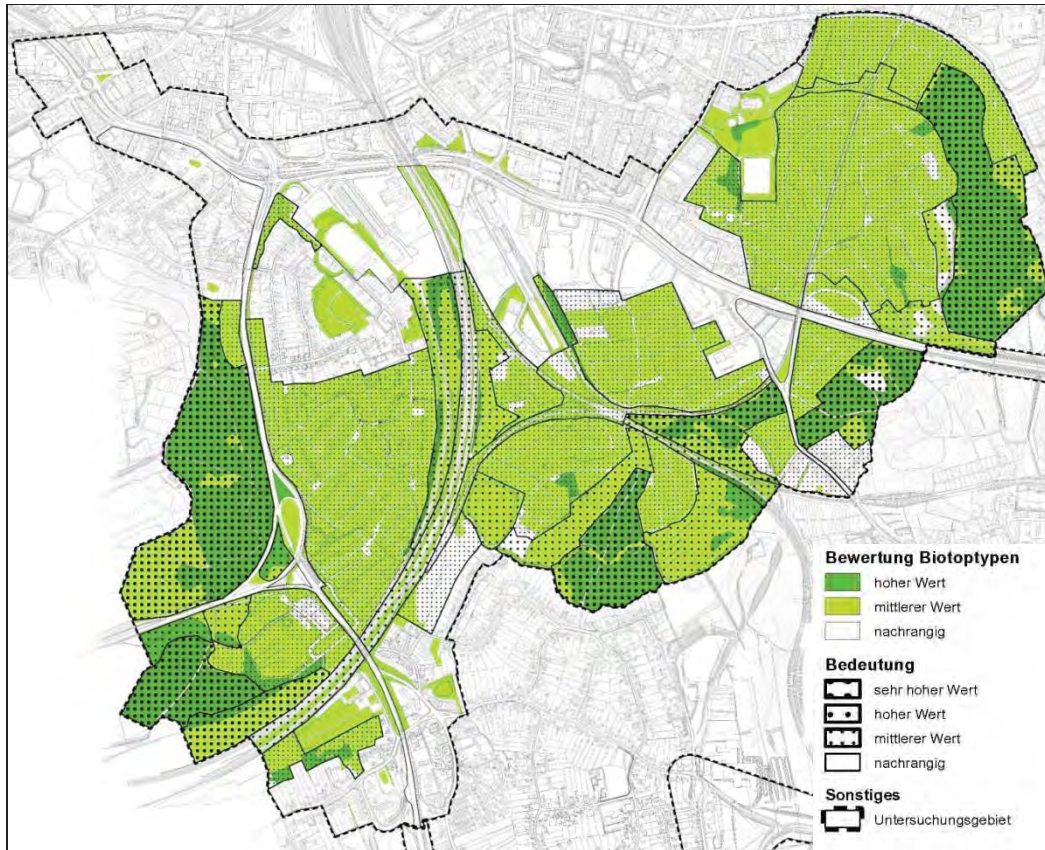 Bewertung Biotoptypen
hoher Wert
mittlerer Wert
nachrangig
Bedeutung
sehr hoher Wert
hoher Wert
mittlerer Wert
nachrangig
Sonstiges
Untersuchungsgebiet